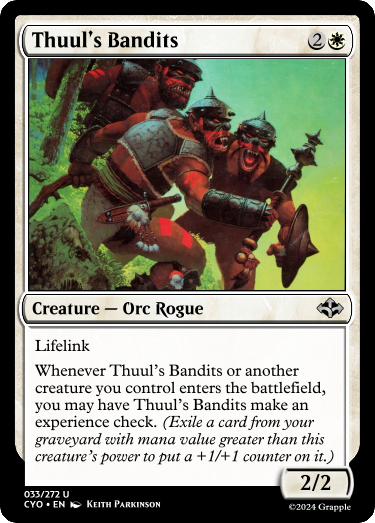 Thuul's Bandits 2
Creature — Orc Rogue
Lifelink
Whenever Thuul's Bandits or another
creature you control enters the battlefield,
you may have Thuul's Bandits make an
experience check. (Exile a card from your
graveyard with mana value greater than this
creature's power to put a +1/+1 counter on it.)
2/2
033/272 U
CYO • EN Keith Parkinson
©2024 Grapple